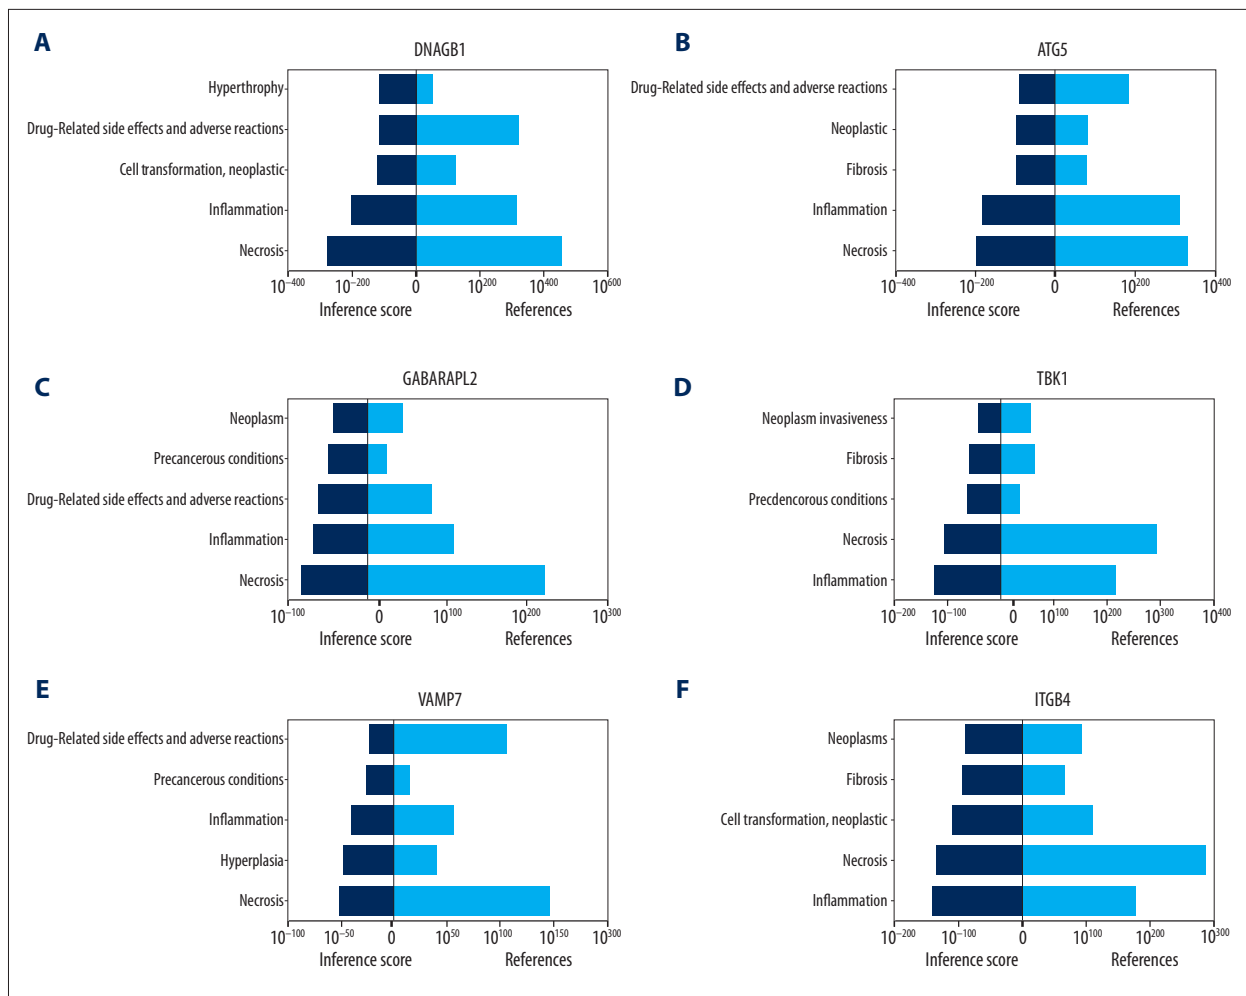 A
DNAGB1
Hyperthrophy
Drug-Related side effects and adverse reactions
Cell transformation, neoplastic
Inflammation
Necrosis
10⁻⁴⁰⁰ 10⁻²⁰⁰ 0 10²⁰⁰ 10⁴⁰⁰ 10⁶⁰⁰
Inference score References
B
ATG5
Drug-Related side effects and adverse reactions
Neoplastic
Fibrosis
Inflammation
Necrosis
10⁻⁴⁰⁰ 10⁻²⁰⁰ 0 10²⁰⁰ 10⁴⁰⁰
Inference score References
C
GABARAPL2
Neoplasm
Precancerous conditions
Drug-Related side effects and adverse reactions
Inflammation
Necrosis
10⁻¹⁰⁰ 0 10¹⁰⁰ 10²⁰⁰ 10³⁰⁰
Inference score References
D
TBK1
Neoplasm invasiveness
Fibrosis
Precdencorous conditions
Necrosis
Inflammation
10⁻²⁰⁰ 10⁻¹⁰⁰ 0 10¹⁰⁰ 10²⁰⁰ 10³⁰⁰ 10⁴⁰⁰
Inference score References
E
VAMP7
Drug-Related side effects and adverse reactions
Precancerous conditions
Inflammation
Hyperplasia
Necrosis
10⁻¹⁰⁰ 10⁻⁵⁰ 0 10⁵⁰ 10¹⁰⁰ 10¹⁵⁰ 10²⁰⁰
Inference score References
F
ITGB4
Neoplasms
Fibrosis
Cell transformation, neoplastic
Necrosis
Inflammation
10⁻²⁰⁰ 10⁻¹⁰⁰ 0 10¹⁰⁰ 10²⁰⁰ 10³⁰⁰
Inference score References